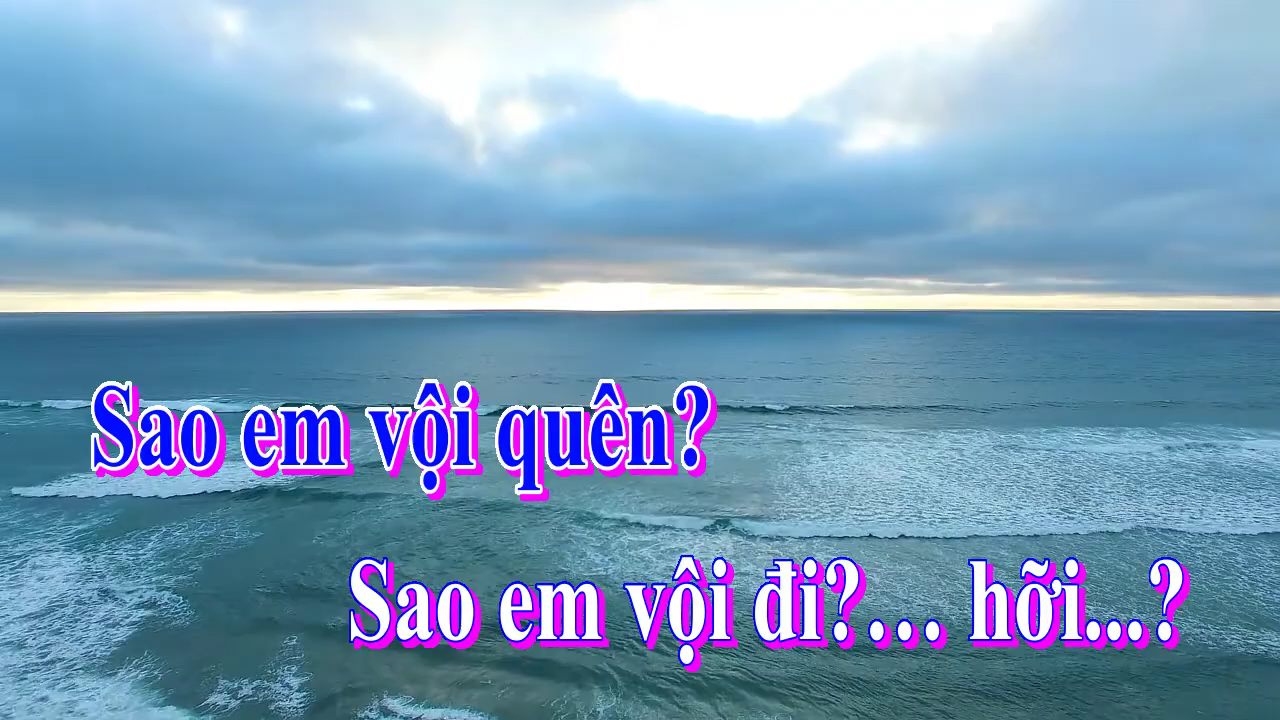 Sao em vội quên?
Sao em vội đi?... hỡi...?